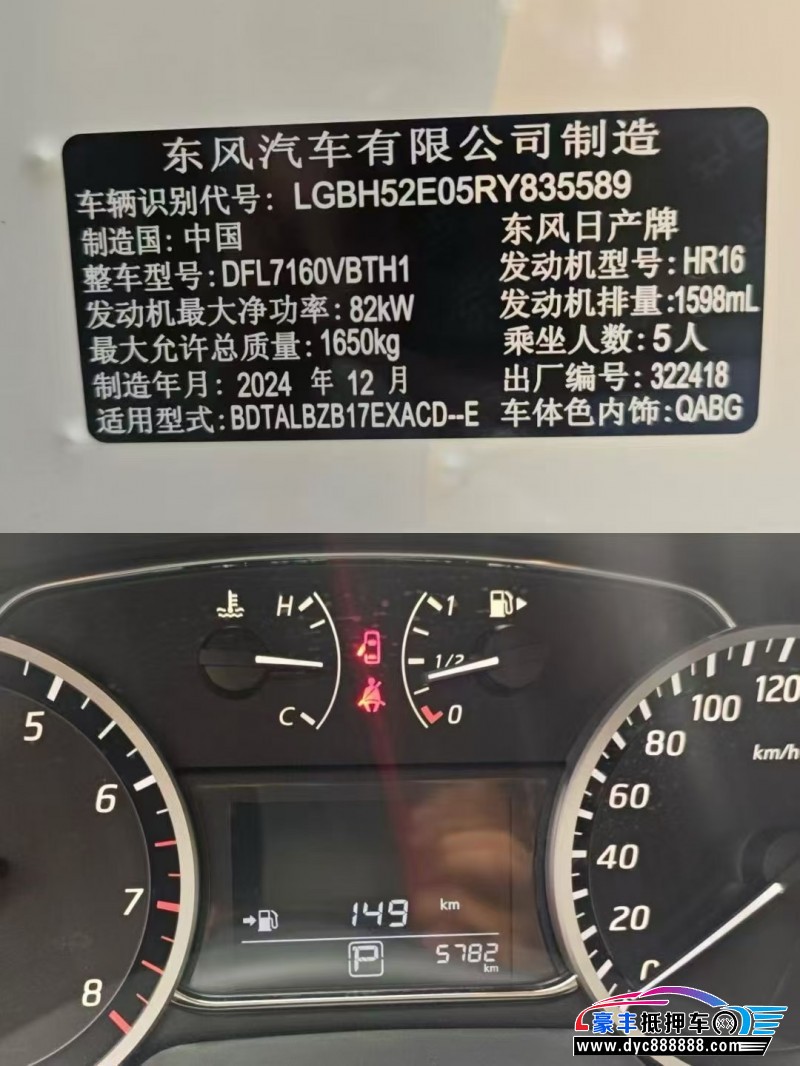 东风汽车有限公司制造
车辆识别代号: LGBH52E05RY835589
制造国: 中国 东风日产牌
整车型号: DFL7160VBTH1 发动机型号: HR16
发动机最大净功率: 82kW 发动机排量: 1598mL
最大允许总质量: 1650kg 乘坐人数: 5人
制造年月: 2024 年 12 月 出厂编号: 322418
适用型式: BDTALBZB17EXACD--E 车体色内饰: QABG
H 1
1/2
C 0
5
6
7
8
120
100
80
km/h
60
40
20
0
149 km
P 5782 km
豪丰抵押车
www.dyc888888.com